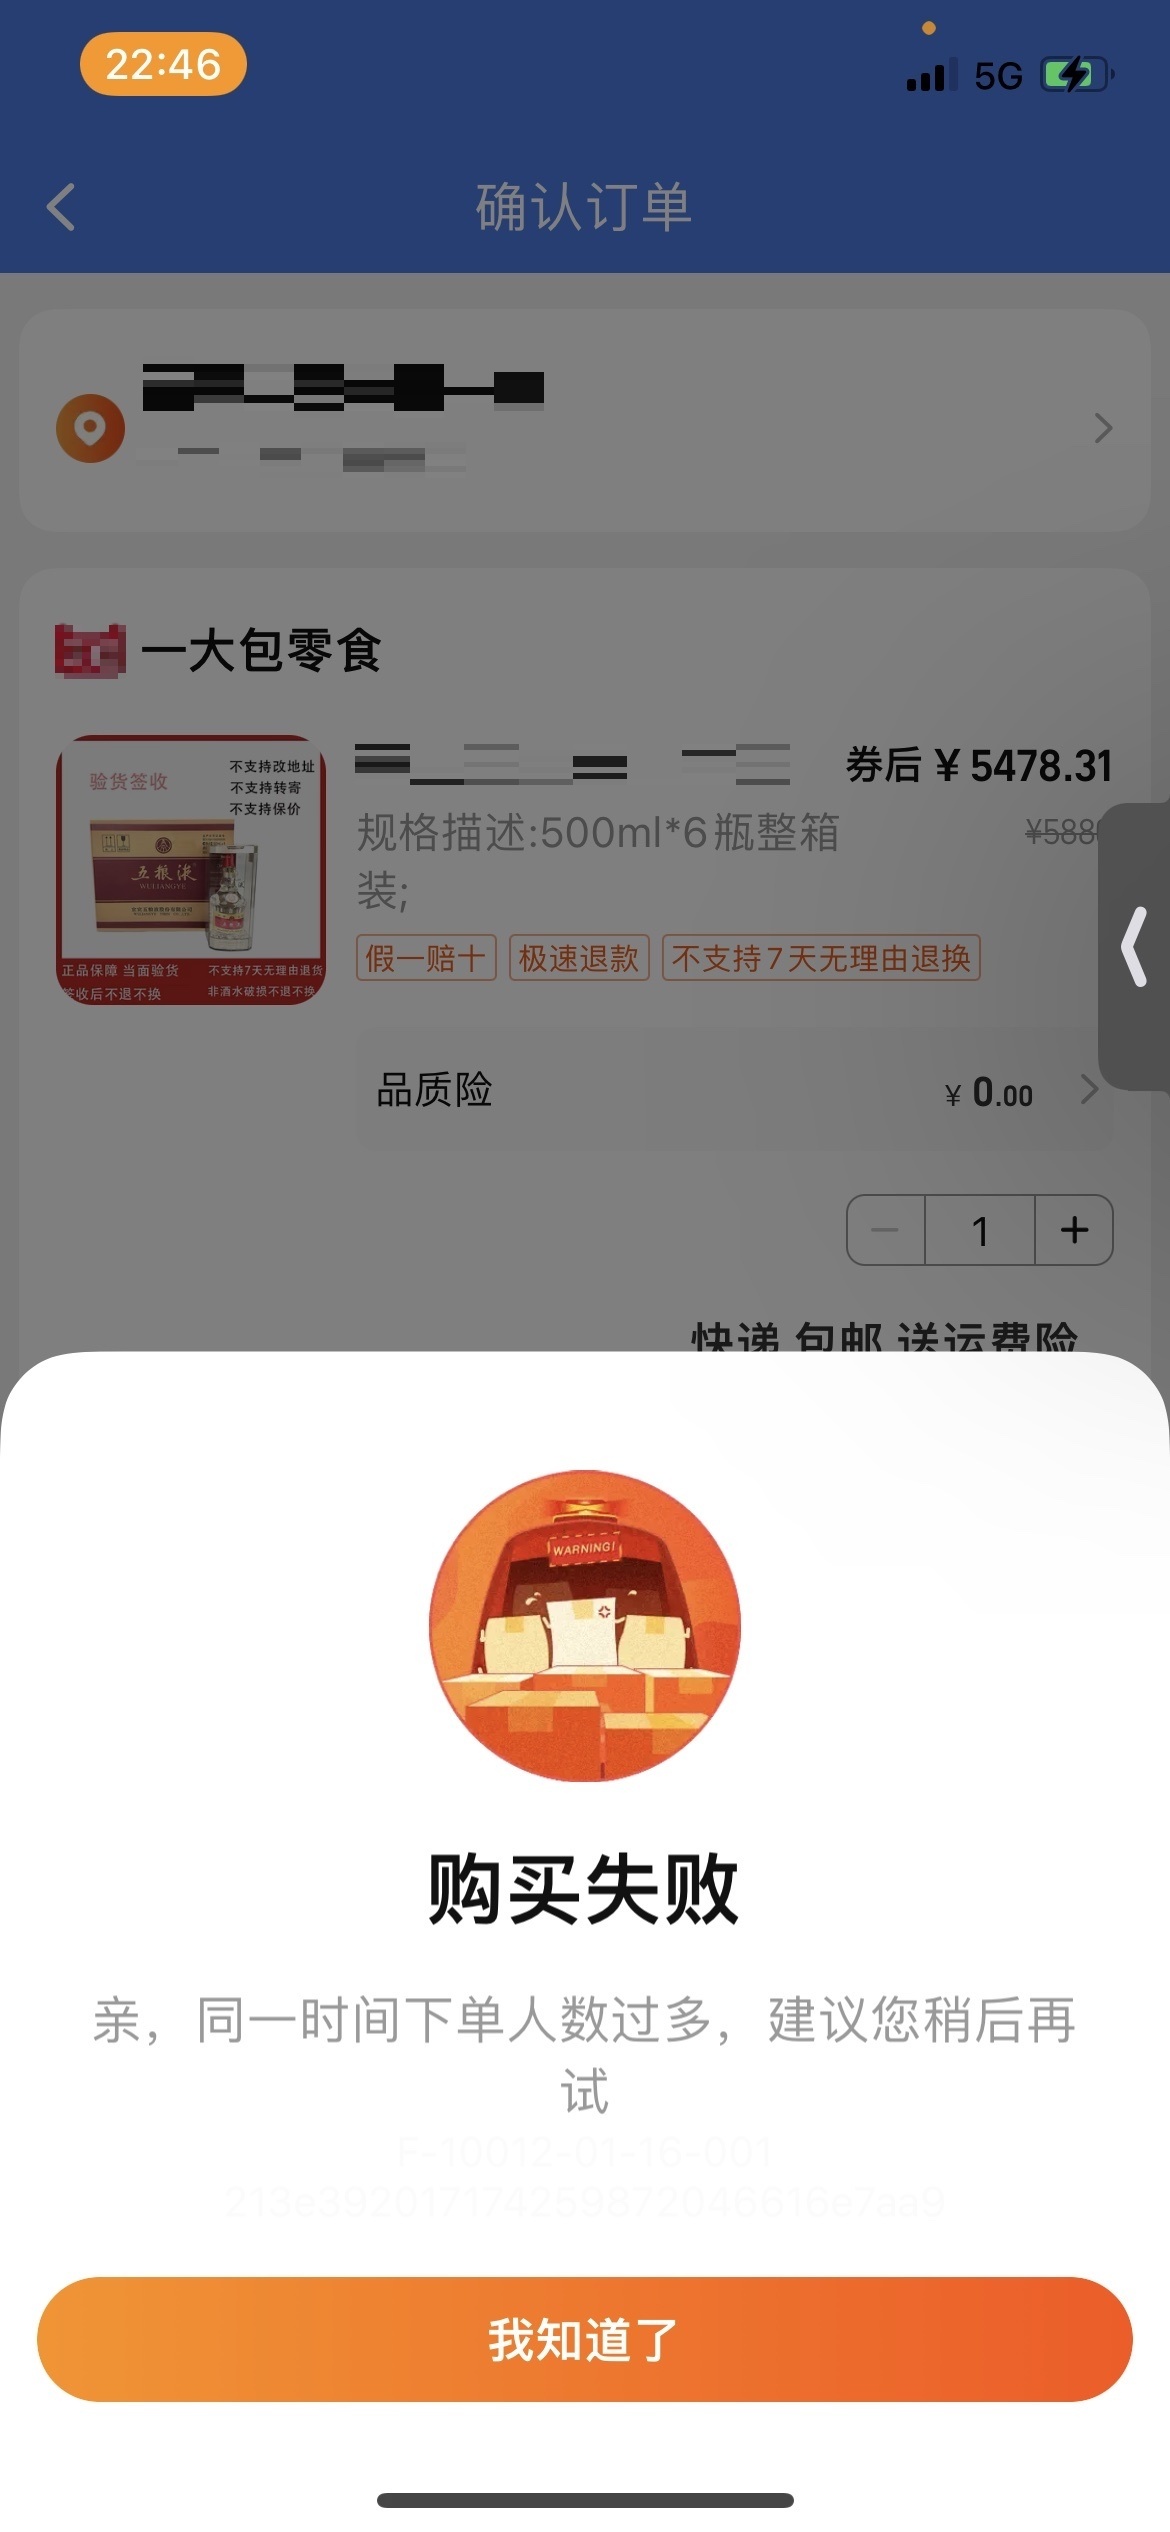 22:46
5G
确认订单
一大包零食
验货签收
不支持改地址
不支持转寄
不支持保价
五粮液
WULIANGYE
正品保障 当面验货
不支持7天无理由退货
签收后不退不换
非酒水破损不退不换
券后 ¥ 5478.31
规格描述:500ml*6瓶整箱
装;
¥588
假一赔十 极速退款 不支持7天无理由退换
品质险 ¥ 0.00
1
快递 包邮 送运费险
WARNING!
购买失败
亲，同一时间下单人数过多，建议您稍后再
试
F-10012-01-16-001
213e39201717425987204661​6e7aa9
我知道了